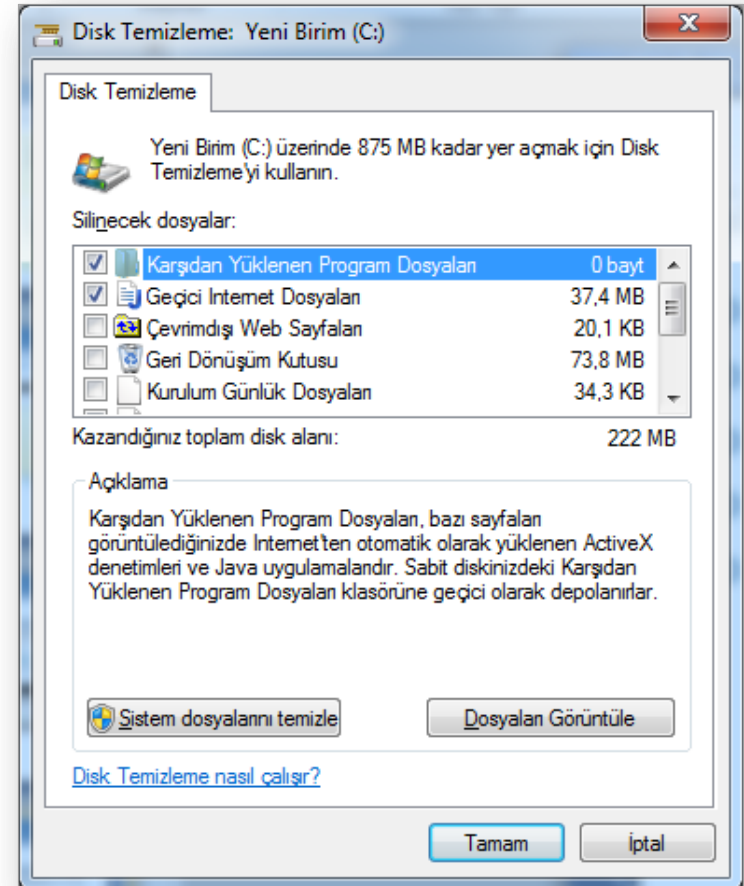 Disk Temizleme: Yeni Birim (C:)
Disk Temizleme
Yeni Birim (C:) üzerinde 875 MB kadar yer açmak için Disk
Temizleme'yi kullanın.
Silinecek dosyalar:
Karşıdan Yüklenen Program Dosyaları 0 bayt
Geçici Internet Dosyaları 37,4 MB
Çevrimdışı Web Sayfaları 20,1 KB
Geri Dönüşüm Kutusu 73,8 MB
Kurulum Günlük Dosyaları 34,3 KB
Kazandığınız toplam disk alanı: 222 MB
Açıklama
Karşıdan Yüklenen Program Dosyaları, bazı sayfaları
görüntülediğinizde Internet'ten otomatik olarak yüklenen ActiveX
denetimleri ve Java uygulamalarıdır. Sabit diskinizdeki Karşıdan
Yüklenen Program Dosyaları klasörüne geçici olarak depolanırlar.
Sistem dosyalarını temizle Dosyaları Görüntüle
Disk Temizleme nasıl çalışır?
Tamam İptal